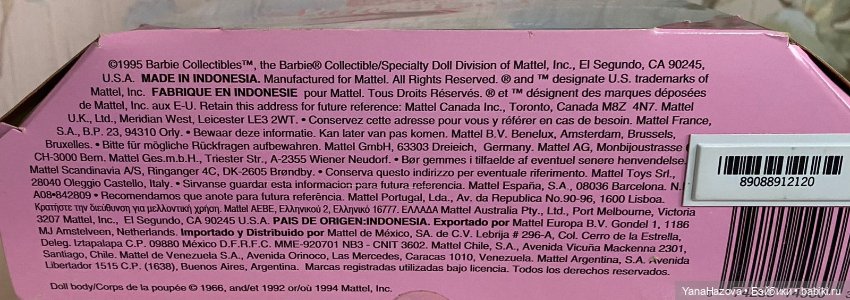 ©1995 Barbie Collectibles™, the Barbie® Collectible/Specialty Doll Division of Mattel, Inc., El Segundo, CA 90245,
U.S.A. MADE IN INDONESIA. Manufactured for Mattel. All Rights Reserved. ® and ™ designate U.S. trademarks of
Mattel, Inc. FABRIQUE EN INDONESIE pour Mattel. Tous Droits Réservés. ® et ™ désignent des marques déposées
de Mattel, Inc. aux E-U. Retain this address for future reference: Mattel Canada Inc., Toronto, Canada M8Z 4N7. Mattel
U.K., Ltd., Meridian West, Leicester LE3 2WT. • Conservez cette adresse pour vous y référer en cas de besoin. Mattel France,
S.A., B.P. 23, 94310 Orly. • Bewaar deze informatie. Kan later van pas komen. Mattel B.V. Benelux, Amsterdam, Brussels,
Bruxelles. • Bitte für mögliche Rückfragen aufbewahren. Mattel GmbH, 63303 Dreieich, Germany. Mattel AG, Monbijoustrasse
CH-3000 Bern. Mattel Ges.m.b.H., Triester Str., A-2355 Wiener Neudorf. • Bør gemmes i tilfaelde af eventuel senere henvendelse.
Mattel Scandinavia A/S, Ringager 4C, DK-2605 Brøndby. • Conserva questo indirizzo per eventuale riferimento. Mattel Toys Srl.,
28040 Oleggio Castello, Italy. • Sirvanse guardar esta informacion para futura referencia. Mattel España, S.A., 08036 Barcelona. N.
A08-842809 • Recomendamos que anote para futura referência. Mattel Portugal, Lda., Av. da Republica No.90-96, 1600 Lisboa.
Κρατήστε την διεύθυνση για μελλοντική χρήση. Mattel AEBE, Ελληνικού 2, Ελληνικό 16777. ΕΛΛΑΔΑ Mattel Australia Pty., Ltd., Port Melbourne, Victoria
3207 Mattel, Inc., El Segundo, CA 90245 U.S.A. PAIS DE ORIGEN:INDONESIA. Exportado por Mattel Europa B.V. Gondel 1, 1186
MJ Amstelveen, Netherlands. Importado y Distribuido por Mattel de México, SA. de C.V. Lebrija # 296-A, Col. Cerro de la Estrella,
Deleg. Iztapalapa C.P. 09880 México D.F.R.F.C. MME-920701 NB3 - CNIT 3602. Mattel Chile, S.A., Avenida Vicuña Mackenna 2301,
Santiago, Chile. Mattel de Venezuela S.A., Avenida Orinoco, Las Mercedes, Caracas 1010, Venezuela. Mattel Argentina, S.A. Avenida
Libertador 1515 C.P. (1638), Buenos Aires, Argentina. Marcas registradas utilizadas bajo licencia. Todos los derechos reservados.
Doll body/Corps de la poupée © 1966, and/et 1992 or/où 1994 Mattel, Inc.
89088912120
YanaHazova • Бэйбики • babiki.ru